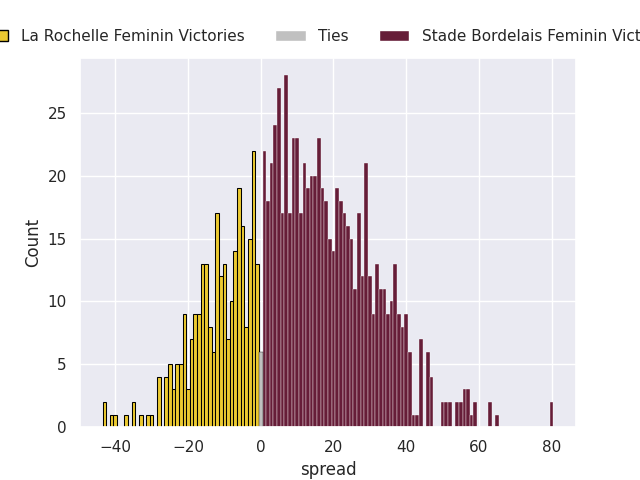 La Rochelle Feminin Victories Ties Stade Bordelais Feminin Vict
25
20
15
10
5
0
Count
−40 −20 0 20 40 60 80
spread